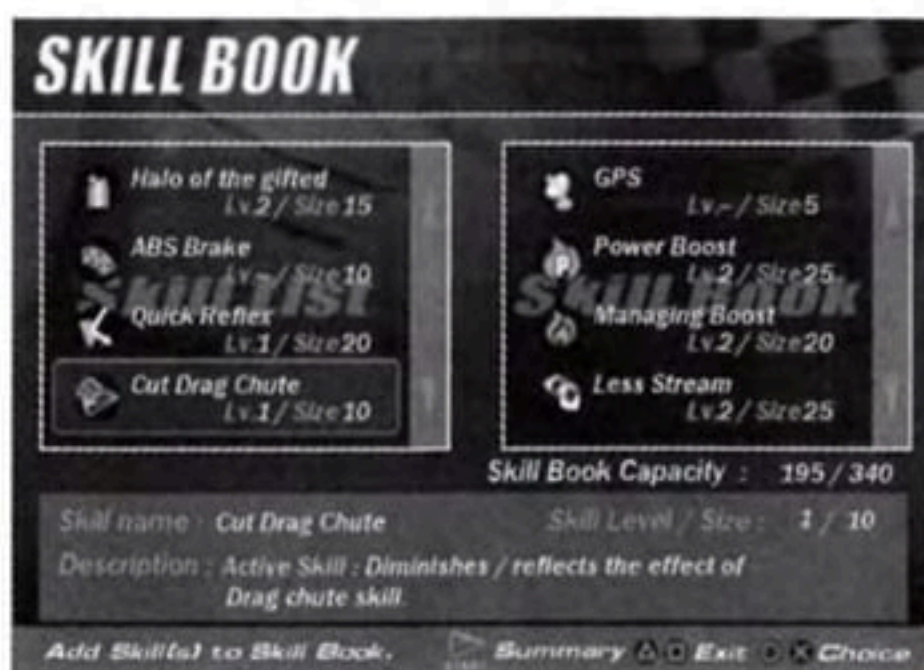 SKILL BOOK
Skill List
Halo of the gifted
Lv.2 / Size 15
ABS Brake
Lv.- / Size 10
Quick Reflex
Lv.1 / Size 20
Cut Drag Chute
Lv.1 / Size 10
Skill Book
GPS
Lv.- / Size 5
Power Boost
Lv.2 / Size 25
Managing Boost
Lv.2 / Size 20
Less Stream
Lv.2 / Size 25
Skill Book Capacity : 195 / 340
Skill name : Cut Drag Chute
Skill Level / Size : 1 / 10
Description : Active Skill : Diminishes / reflects the effect of
Drag chute skill.
Add Skill(s) to Skill Book. START Summary Exit Choice